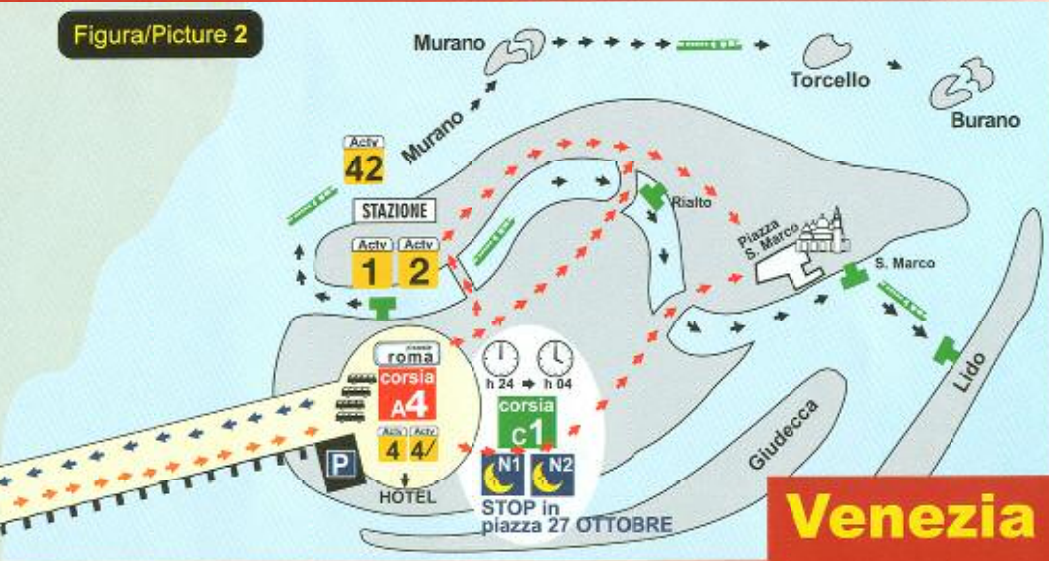 Figura/Picture 2
Murano
Torcello
Burano
Murano
Actv
42
STAZIONE
Actv Actv
1 2
Rialto
Piazza
S. Marco
S. Marco
Lido
Giudecca
piazzale
roma
corsia
A4
Actv Actv
4 4/
HOTEL
P
h 24 h 04
corsia
C1
N1 N2
STOP in
piazza 27 OTTOBRE
Venezia